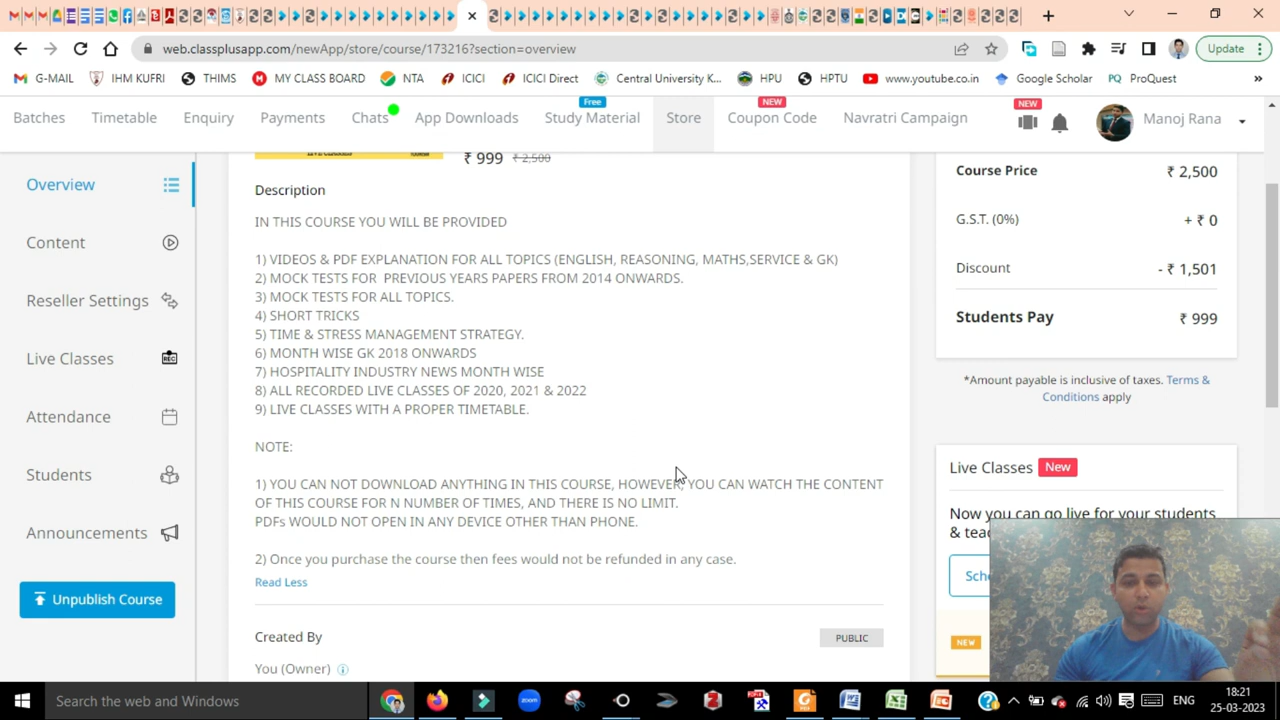 web.classplusapp.com/newApp/store/course/173216?section=overview
Update
G-MAIL
IHM KUFRI
THIMS
MY CLASS BOARD
NTA
ICICI
ICICI Direct
Central University K...
HPU
HPTU
www.youtube.co.in
Google Scholar
PQ ProQuest
»
Free
NEW
NEW
Batches
Timetable
Enquiry
Payments
Chats
App Downloads
Study Material
Store
Coupon Code
Navratri Campaign
Manoj Rana
Overview
Content
Reseller Settings
Live Classes
REC
Attendance
Students
Announcements
Unpublish Course
₹ 999 ₹ 2,500
Description
IN THIS COURSE YOU WILL BE PROVIDED
1) VIDEOS & PDF EXPLANATION FOR ALL TOPICS (ENGLISH, REASONING, MATHS,SERVICE & GK)
2) MOCK TESTS FOR PREVIOUS YEARS PAPERS FROM 2014 ONWARDS.
3) MOCK TESTS FOR ALL TOPICS.
4) SHORT TRICKS
5) TIME & STRESS MANAGEMENT STRATEGY.
6) MONTH WISE GK 2018 ONWARDS
7) HOSPITALITY INDUSTRY NEWS MONTH WISE
8) ALL RECORDED LIVE CLASSES OF 2020, 2021 & 2022
9) LIVE CLASSES WITH A PROPER TIMETABLE.
NOTE:
1) YOU CAN NOT DOWNLOAD ANYTHING IN THIS COURSE, HOWEVER, YOU CAN WATCH THE CONTENT
OF THIS COURSE FOR N NUMBER OF TIMES, AND THERE IS NO LIMIT.
PDFs WOULD NOT OPEN IN ANY DEVICE OTHER THAN PHONE.
2) Once you purchase the course then fees would not be refunded in any case.
Read Less
Created By
PUBLIC
You (Owner)
Course Price ₹ 2,500
G.S.T. (0%) + ₹ 0
Discount - ₹ 1,501
Students Pay ₹ 999
*Amount payable is inclusive of taxes. Terms &
Conditions apply
Live Classes New
Now you can go live for your students
NEW
Search the web and Windows
ENG
18:21
25-03-2023